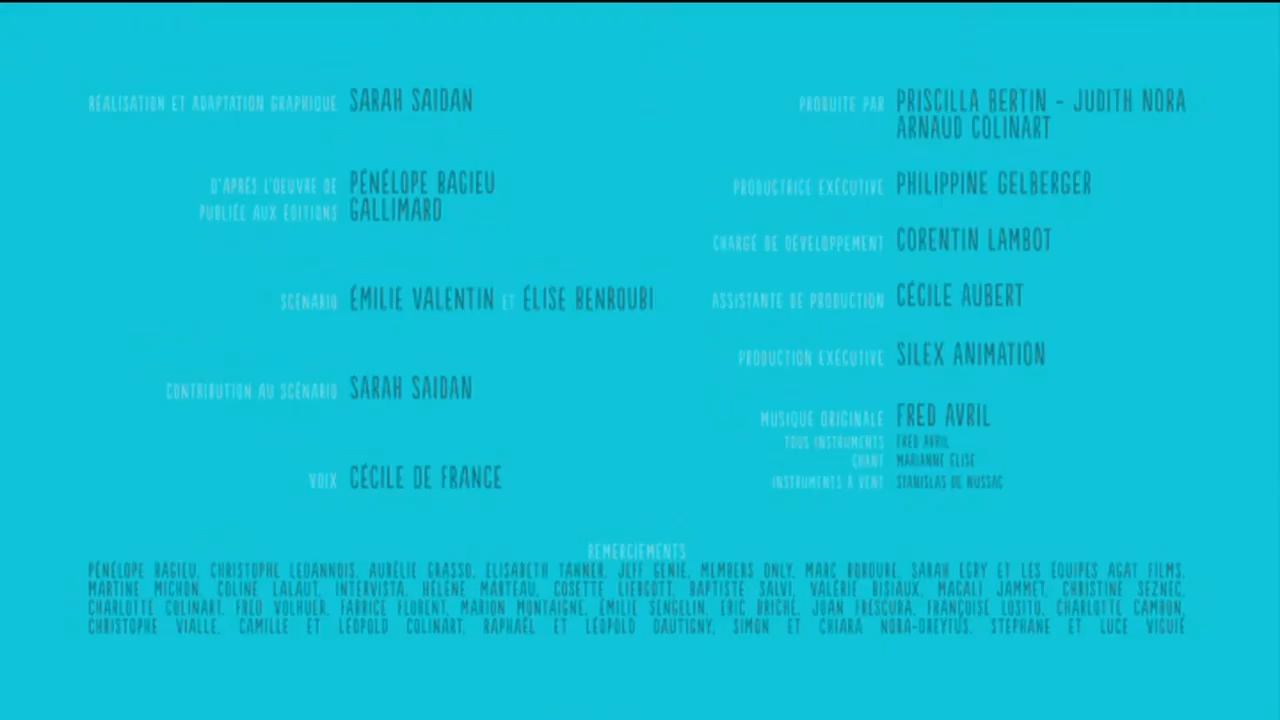 RÉALISATION ET ADAPTATION GRAPHIQUE SARAH SAIDAN
D'APRÈS L'OEUVRE DE PÉNÉLOPE BAGIEU
PUBLIÉE AUX ÉDITIONS GALLIMARD
SCÉNARIO ÉMILIE VALENTIN ET ÉLISE BENROUBI
CONTRIBUTION AU SCÉNARIO SARAH SAIDAN
VOIX CÉCILE DE FRANCE
PRODUITE PAR PRISCILLA BERTIN - JUDITH NORA
ARNAUD COLINART
PRODUCTRICE EXÉCUTIVE PHILIPPINE GELBERGER
CHARGÉ DE DÉVELOPPEMENT CORENTIN LAMBOT
ASSISTANTE DE PRODUCTION CÉCILE AUBERT
PRODUCTION EXÉCUTIVE SILEX ANIMATION
MUSIQUE ORIGINALE FRED AVRIL
TOUS INSTRUMENTS FRED AVRIL
CHANT MARIANNE ELISE
INSTRUMENTS À VENT STANISLAS DE NUSSAC
REMERCIEMENTS
PÉNÉLOPE BAGIEU, CHRISTOPHE LEDANNOIS, AURÉLIE GRASSO, ELISABETH TANNER, JEFF GENIE, MEMBERS ONLY, MARC BORDURE, SARAH EGRY ET LES ÉQUIPES AGAT FILMS,
MARTINE MICHON, COLINE LALAUT, INTERVISTA, HÉLÈNE MARTEAU, COSETTE LIEBGOTT, BAPTISTE SALVI, VALÉRIE BISIAUX, MAGALI JAMMET, CHRISTINE SEZNEC,
CHARLOTTE COLINART, FRED VOLHUER, FABRICE FLORENT, MARION MONTAIGNE, ÉMILIE SENGELIN, ERIC BRICHE, JOAN FRESCURA, FRANÇOISE LOSITO, CHARLOTTE CAMBON,
CHRISTOPHE VIALLE, CAMILLE ET LÉOPOLD COLINART, RAPHAËL ET LÉOPOLD DAUTIGNY, SIMON ET CHIARA NORA-DREYFUS, STEPHANE ET LUCE VIGUIÉ